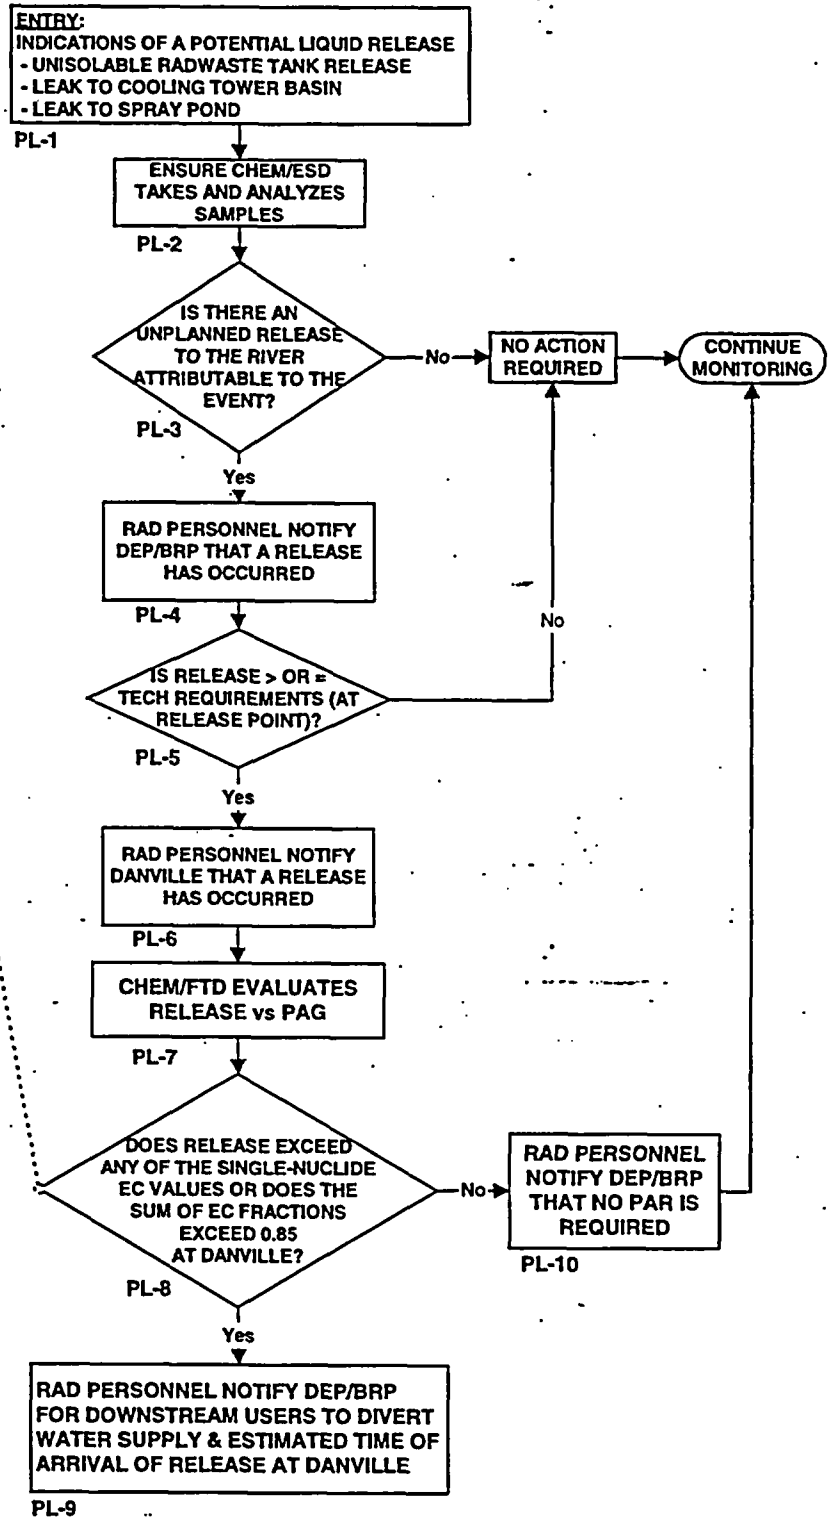 ENTRY:
INDICATIONS OF A POTENTIAL LIQUID RELEASE
- UNISOLABLE RADWASTE TANK RELEASE
- LEAK TO COOLING TOWER BASIN
- LEAK TO SPRAY POND
PL-1
ENSURE CHEM/ESD
TAKES AND ANALYZES
SAMPLES
PL-2
IS THERE AN
UNPLANNED RELEASE
TO THE RIVER
ATTRIBUTABLE TO THE
EVENT?
PL-3
No
NO ACTION
REQUIRED
CONTINUE
MONITORING
Yes
RAD PERSONNEL NOTIFY
DEP/BRP THAT A RELEASE
HAS OCCURRED
PL-4
No
IS RELEASE > OR =
TECH REQUIREMENTS (AT
RELEASE POINT)?
PL-5
Yes
RAD PERSONNEL NOTIFY
DANVILLE THAT A RELEASE
HAS OCCURRED
PL-6
CHEM/FTD EVALUATES
RELEASE vs PAG
PL-7
DOES RELEASE EXCEED
ANY OF THE SINGLE-NUCLIDE
EC VALUES OR DOES THE
SUM OF EC FRACTIONS
EXCEED 0.85
AT DANVILLE?
PL-8
No
RAD PERSONNEL
NOTIFY DEP/BRP
THAT NO PAR IS
REQUIRED
PL-10
Yes
RAD PERSONNEL NOTIFY DEP/BRP
FOR DOWNSTREAM USERS TO DIVERT
WATER SUPPLY & ESTIMATED TIME OF
ARRIVAL OF RELEASE AT DANVILLE
PL-9